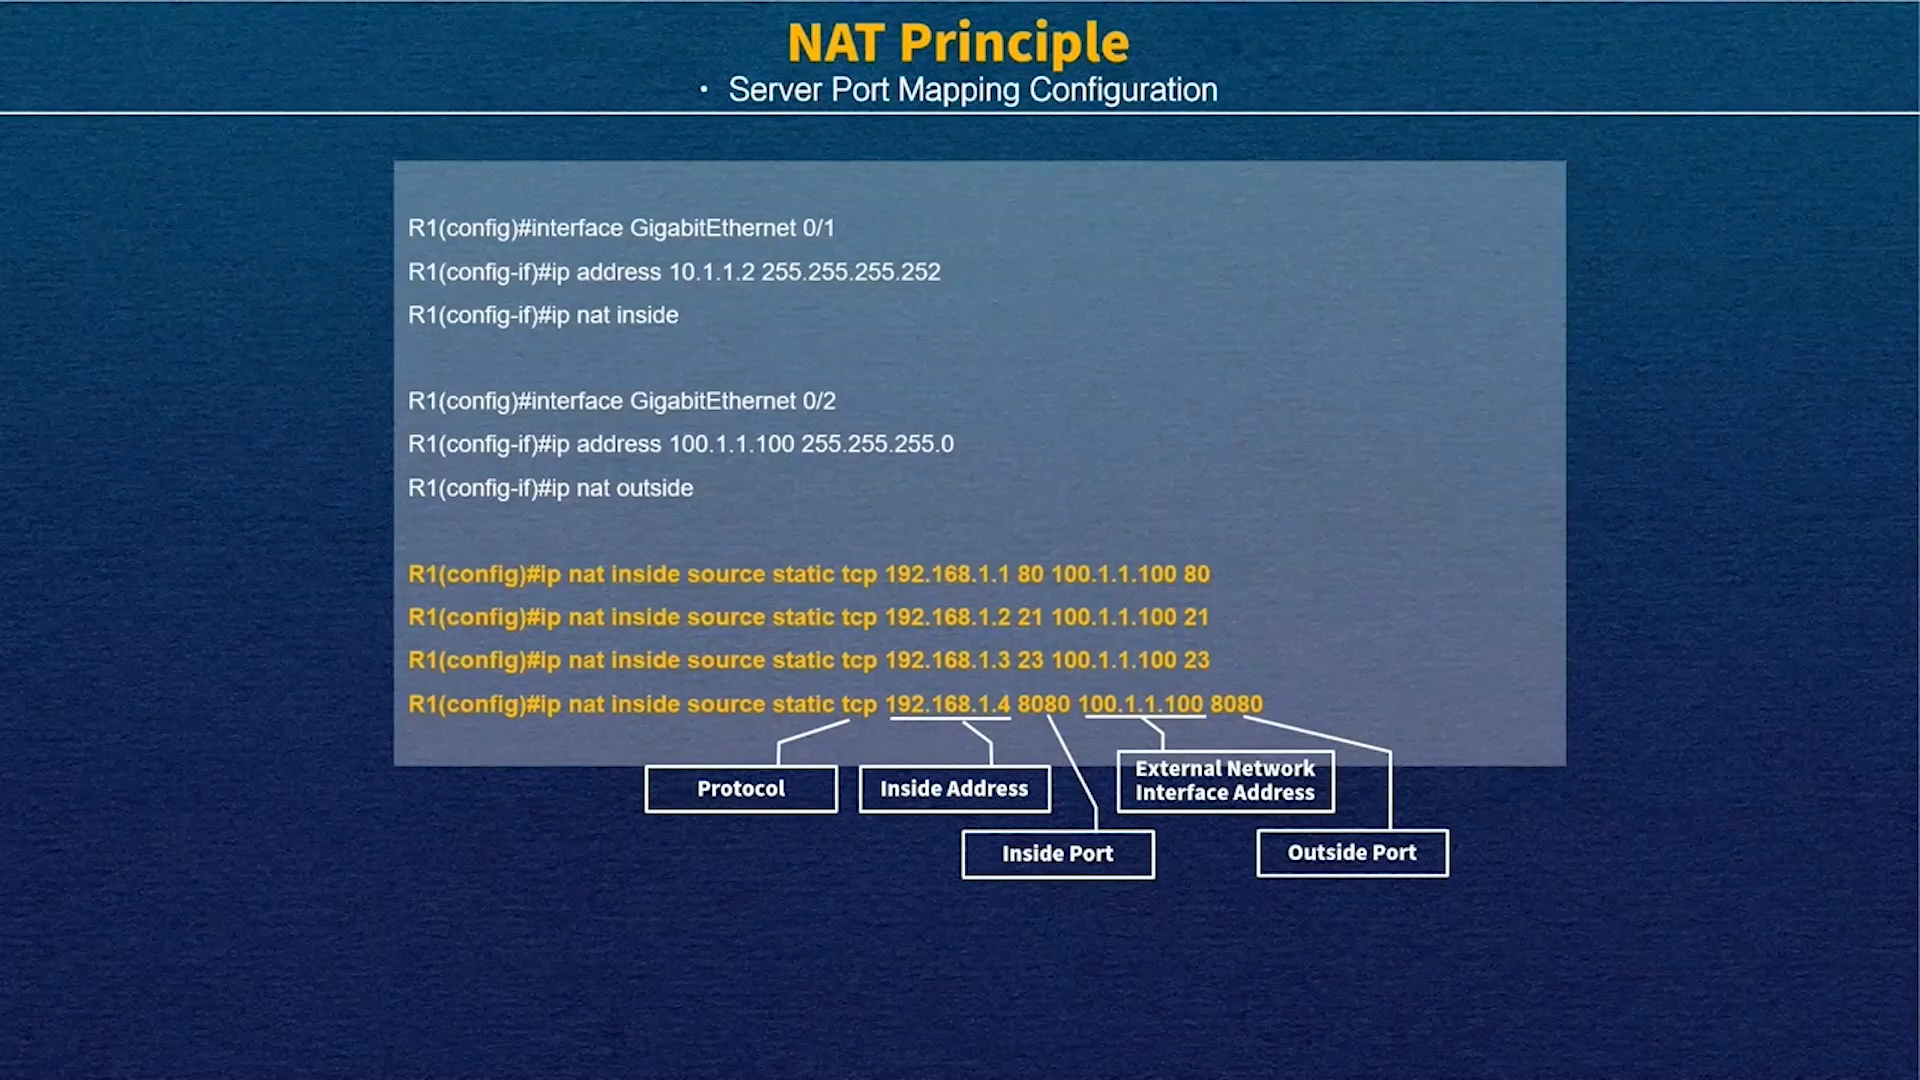 NAT Principle
• Server Port Mapping Configuration
R1(config)#interface GigabitEthernet 0/1
R1(config-if)#ip address 10.1.1.2 255.255.255.252
R1(config-if)#ip nat inside
R1(config)#interface GigabitEthernet 0/2
R1(config-if)#ip address 100.1.1.100 255.255.255.0
R1(config-if)#ip nat outside
R1(config)#ip nat inside source static tcp 192.168.1.1 80 100.1.1.100 80
R1(config)#ip nat inside source static tcp 192.168.1.2 21 100.1.1.100 21
R1(config)#ip nat inside source static tcp 192.168.1.3 23 100.1.1.100 23
R1(config)#ip nat inside source static tcp 192.168.1.4 8080 100.1.1.100 8080
Protocol
Inside Address
External Network
Interface Address
Inside Port
Outside Port